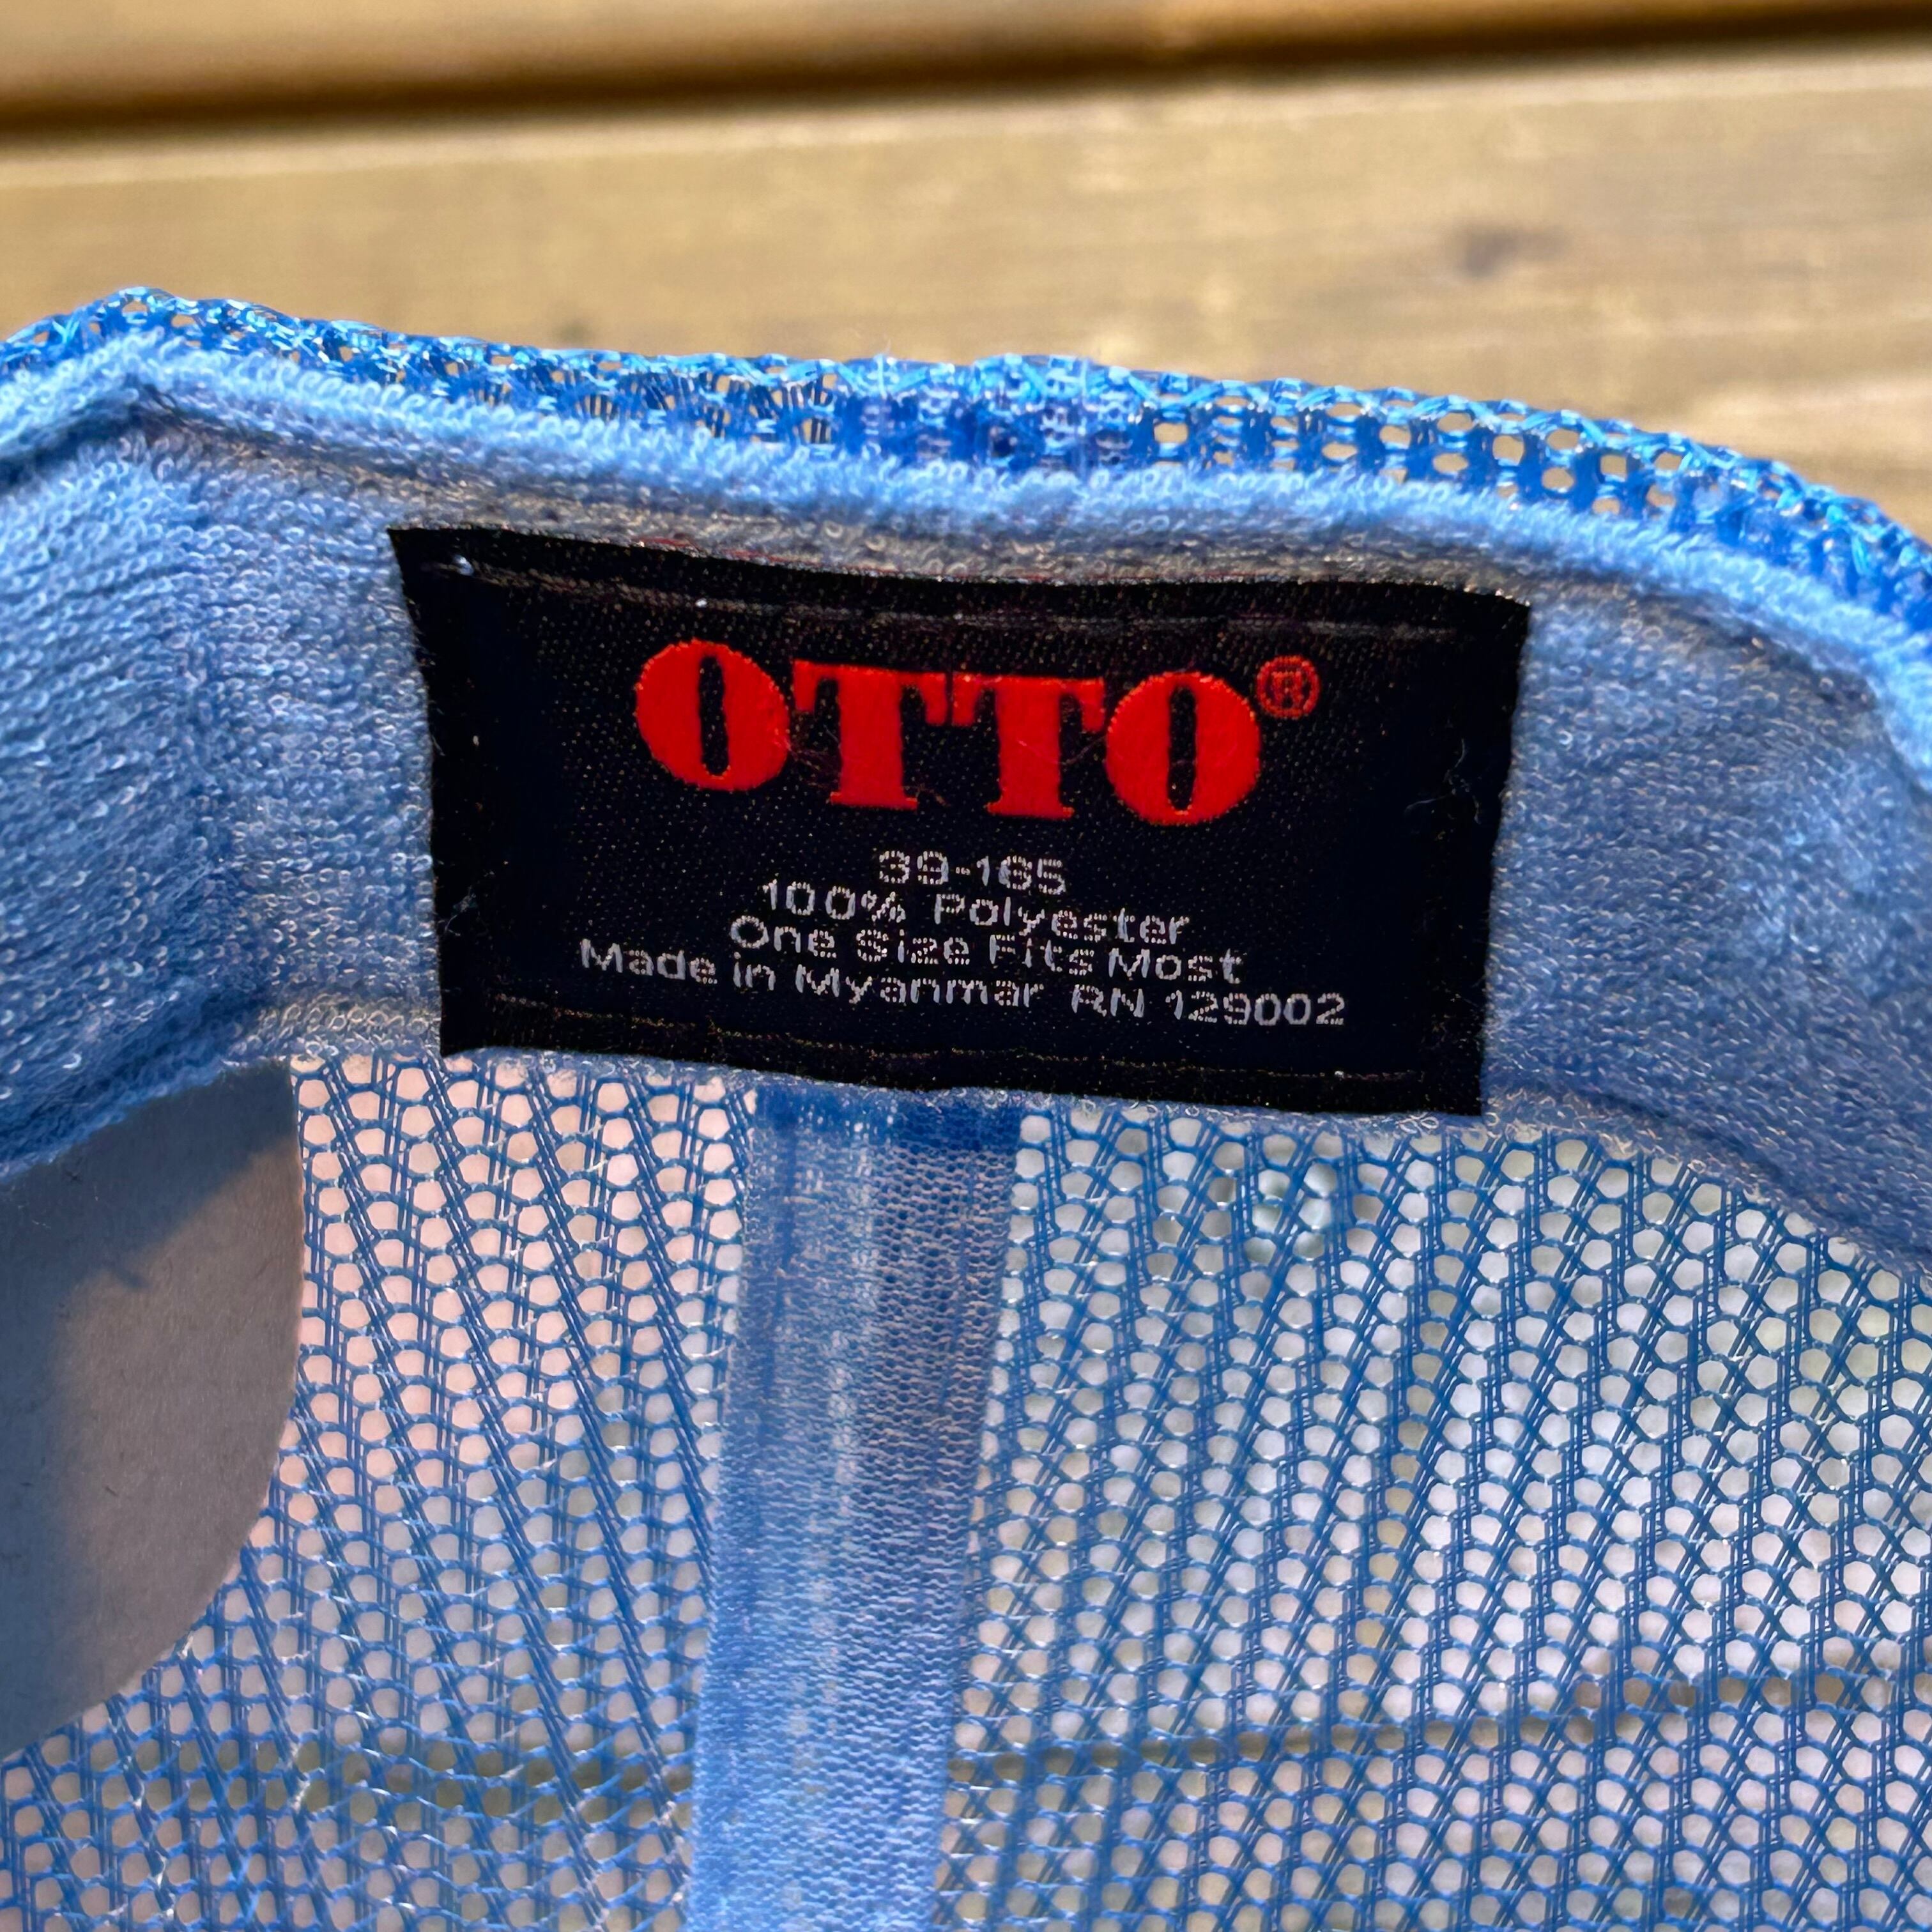 OTTO®
39-165
100% Polyester
One Size Fits Most
Made in Myanmar RN 129002